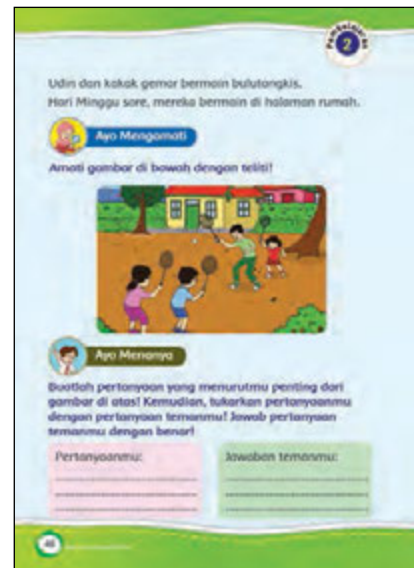 Pembelajaran
2
Udin dan kakak gemar bermain bulutangkis.
Hari Minggu sore, mereka bermain di halaman rumah.
Ayo Mengamati
Amati gambar di bawah dengan teliti!
Ayo Menanya
Buatlah pertanyaan yang menurutmu penting dari
gambar di atas! Kemudian, tukarkan pertanyaanmu
dengan pertanyaan temanmu! Jawab pertanyaan
temanmu dengan benar!
Pertanyaanmu:
Jawaban temanmu: